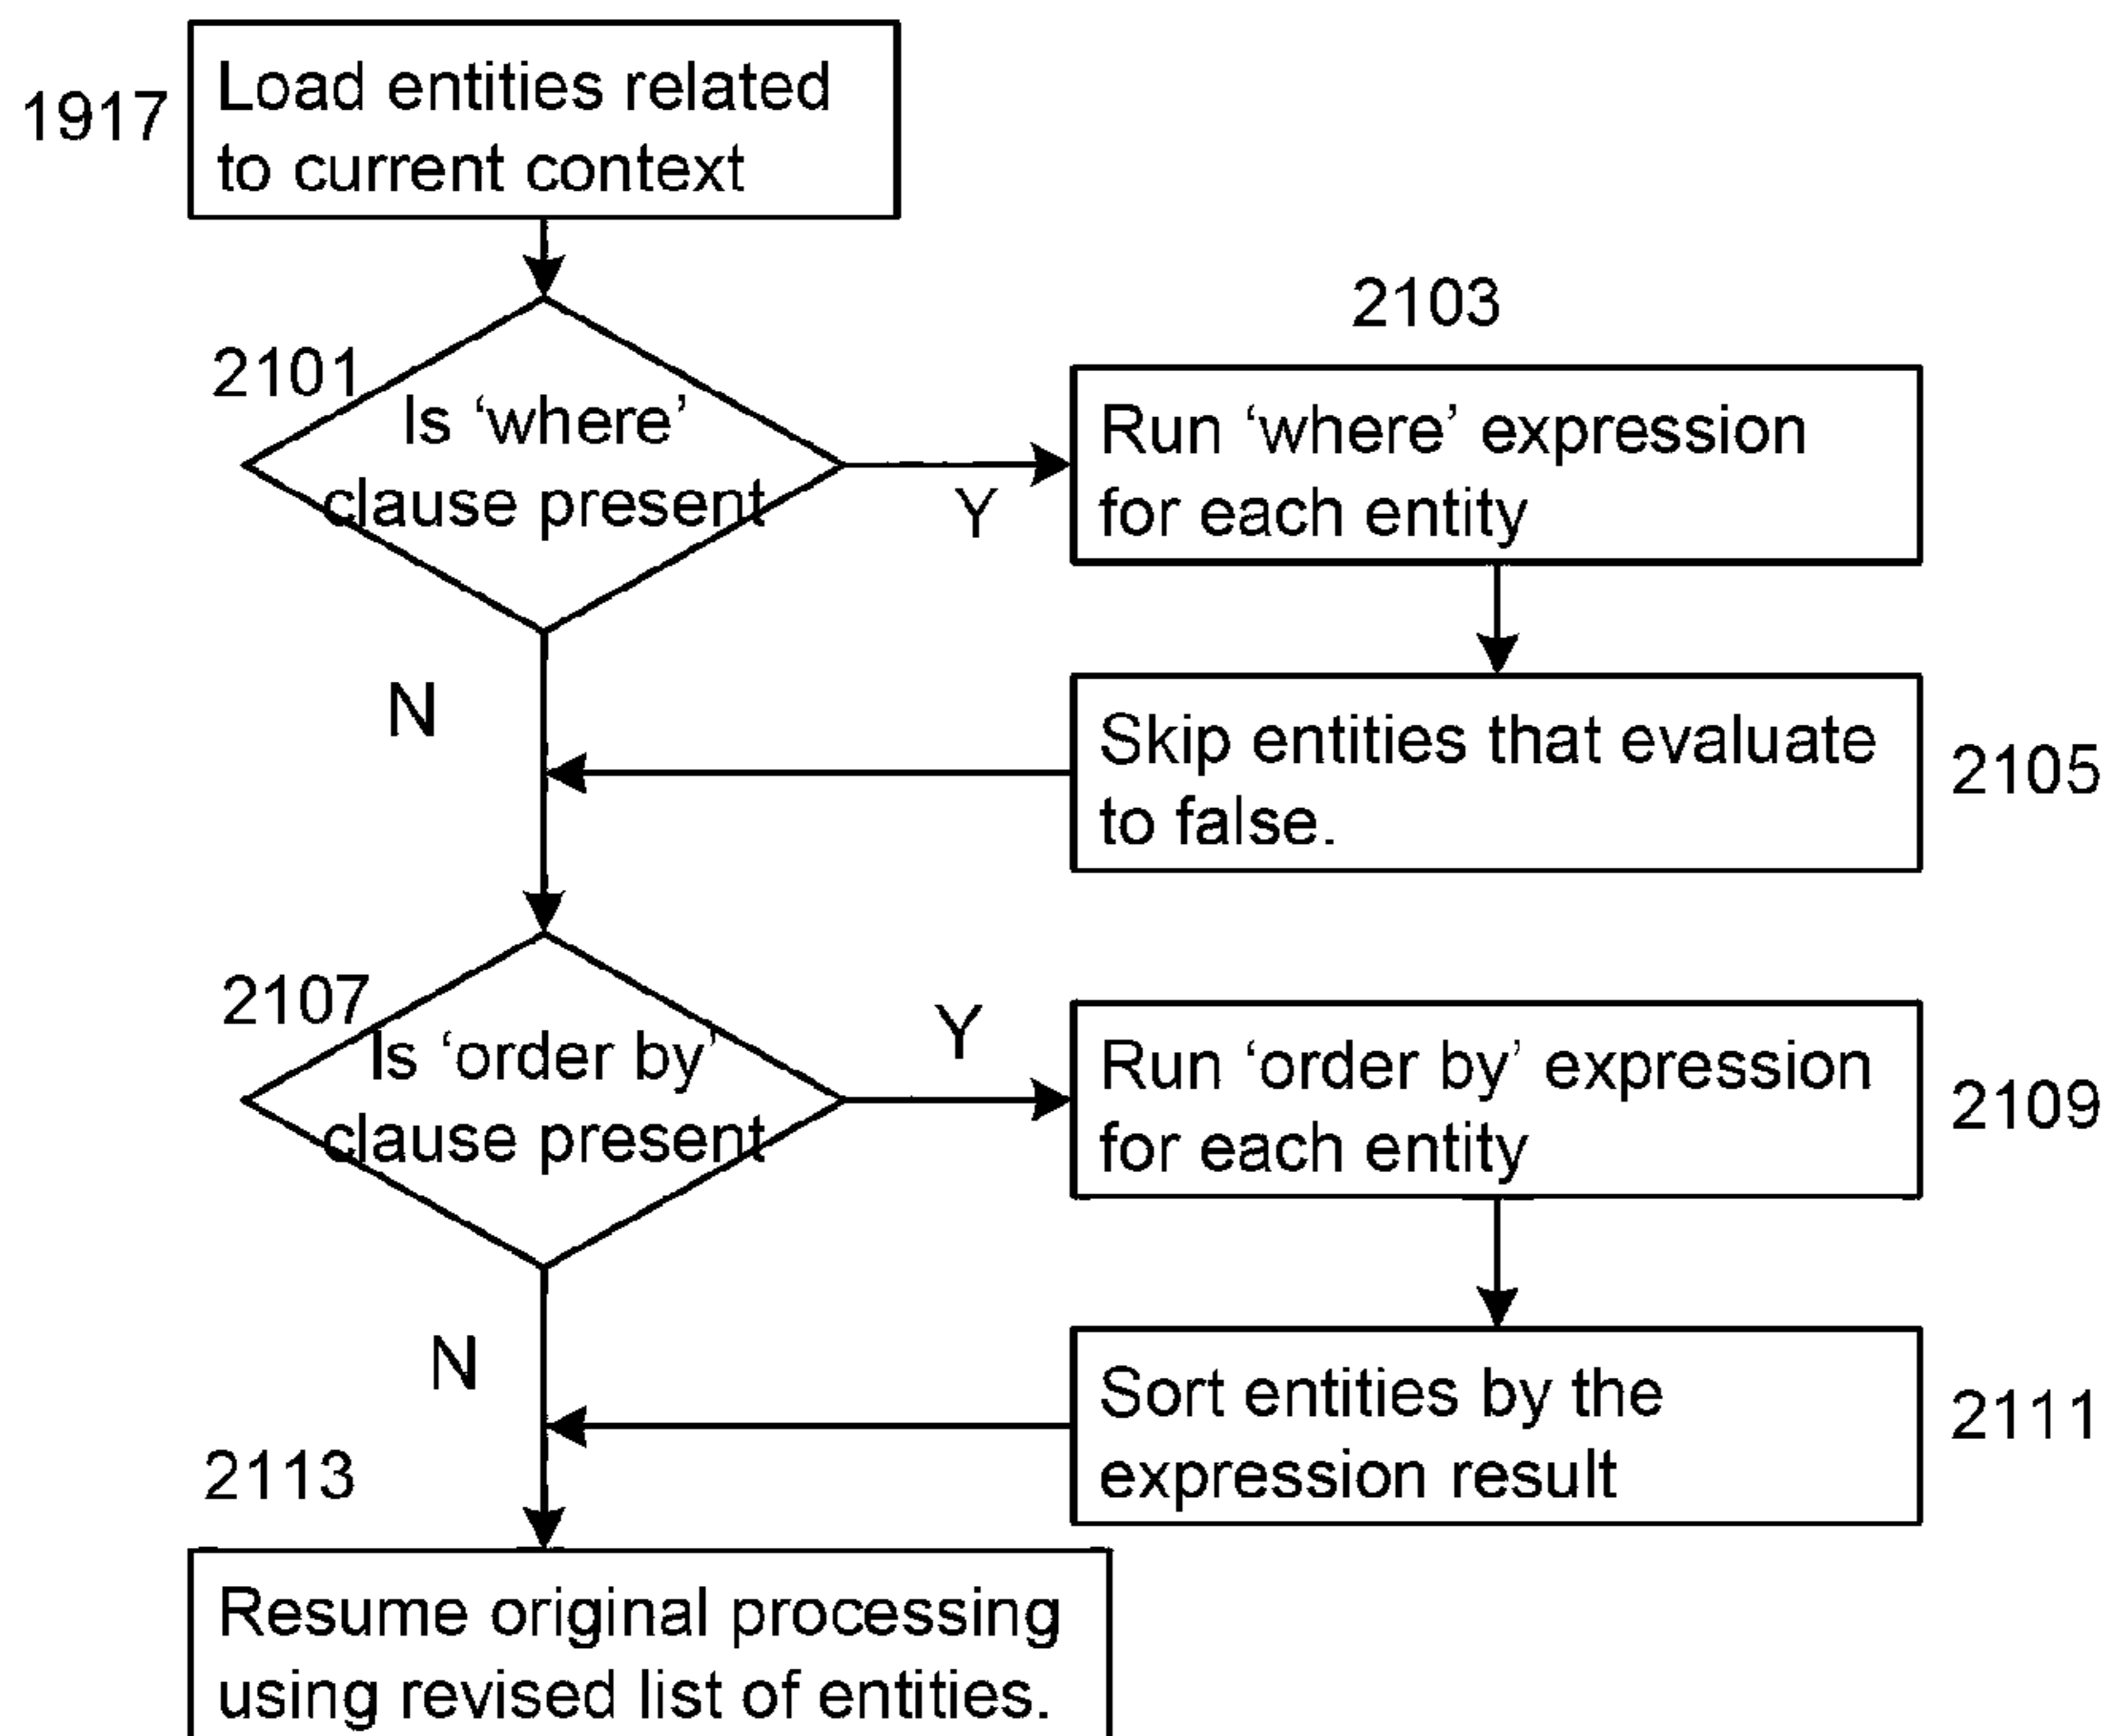 1917
Load entities related
to current context
2101
Is ‘where’
clause present
Y
2103
Run ‘where’ expression
for each entity
N
Skip entities that evaluate
to false.
2105
2107
Is ‘order by’
clause present
Y
Run ‘order by’ expression
for each entity
2109
N
Sort entities by the
expression result
2111
2113
Resume original processing
using revised list of entities.